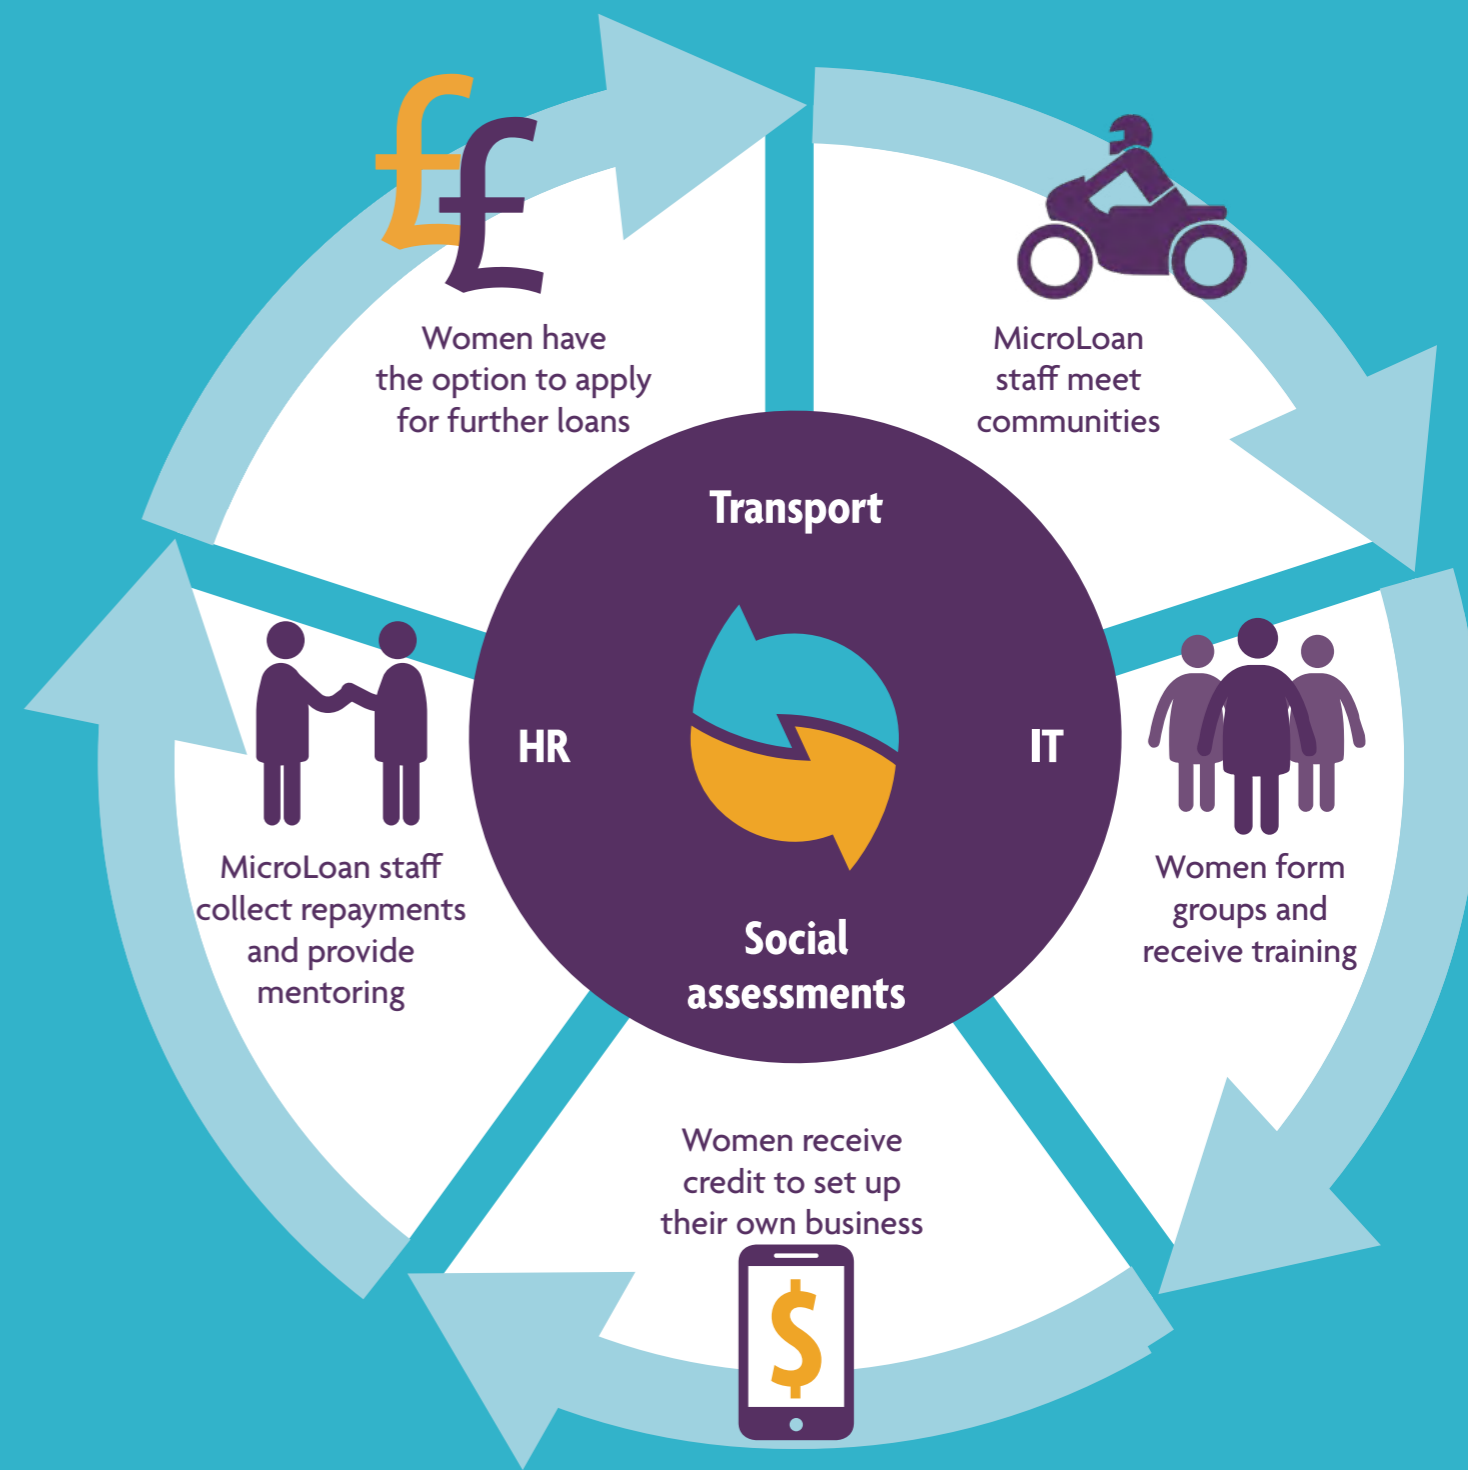 ££
Women have
the option to apply
for further loans
MicroLoan
staff meet
communities
Transport
HR
IT
Social
assessments
Women form
groups and
receive training
Women receive
credit to set up
their own business
$
MicroLoan staff
collect repayments
and provide
mentoring